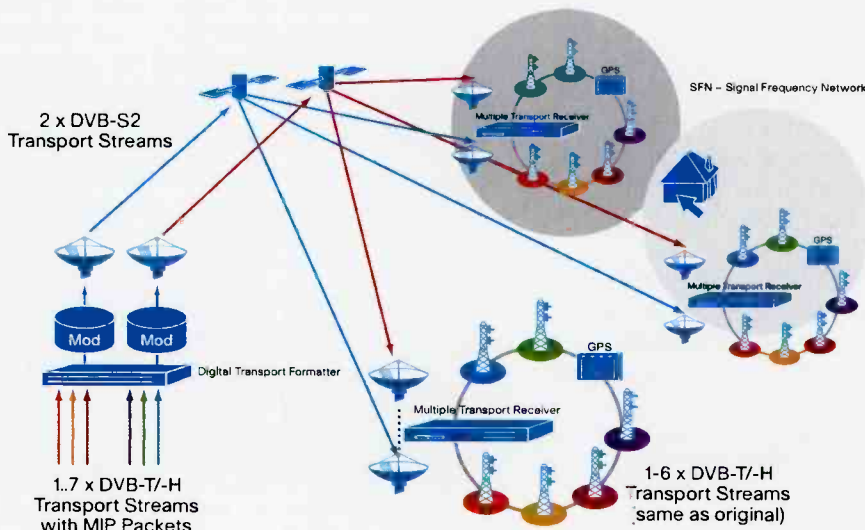 GPS
SFN – Signal Frequency Network
Multiple Transport Receiver
2 x DVB-S2
Transport Streams
GPS
Multiple Transport Receiver
Mod
Mod
Digital Transport Formatter
GPS
Multiple Transport Receiver
1..7 x DVB-T/-H
Transport Streams
with MIP Packets
1-6 x DVB-T/-H
Transport Streams
(same as original)